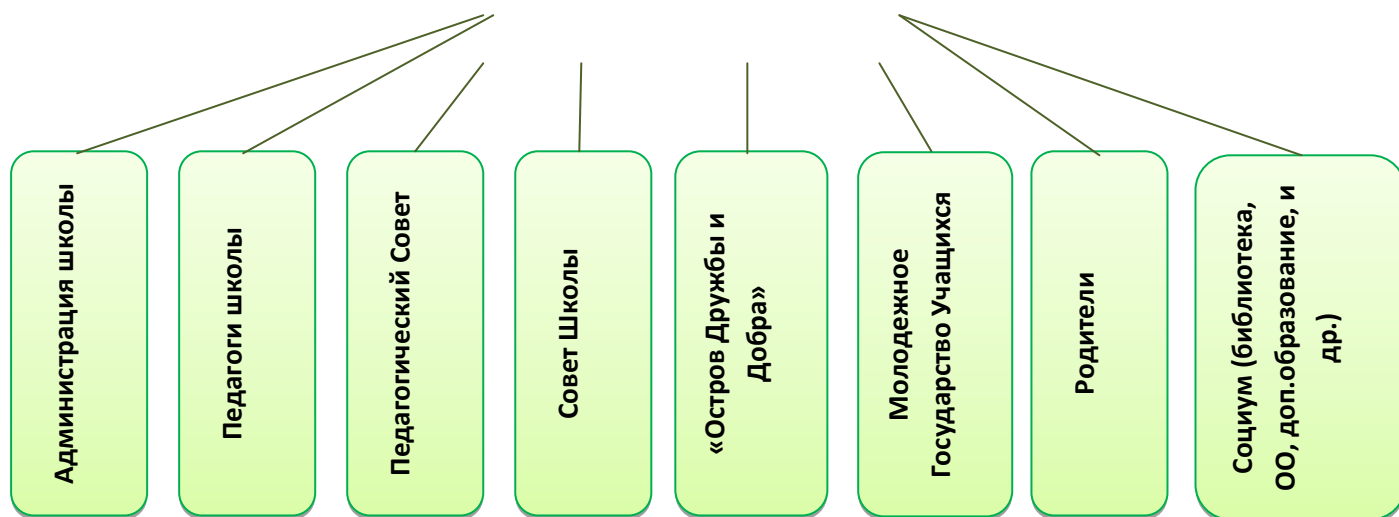 Администрация школы
Педагоги школы
Педагогический Совет
Совет Школы
«Остров Дружбы и
Добра»
Молодежное
Государство Учащихся
Родители
Социум (библиотека,
ОО, доп.образование, и
др.)